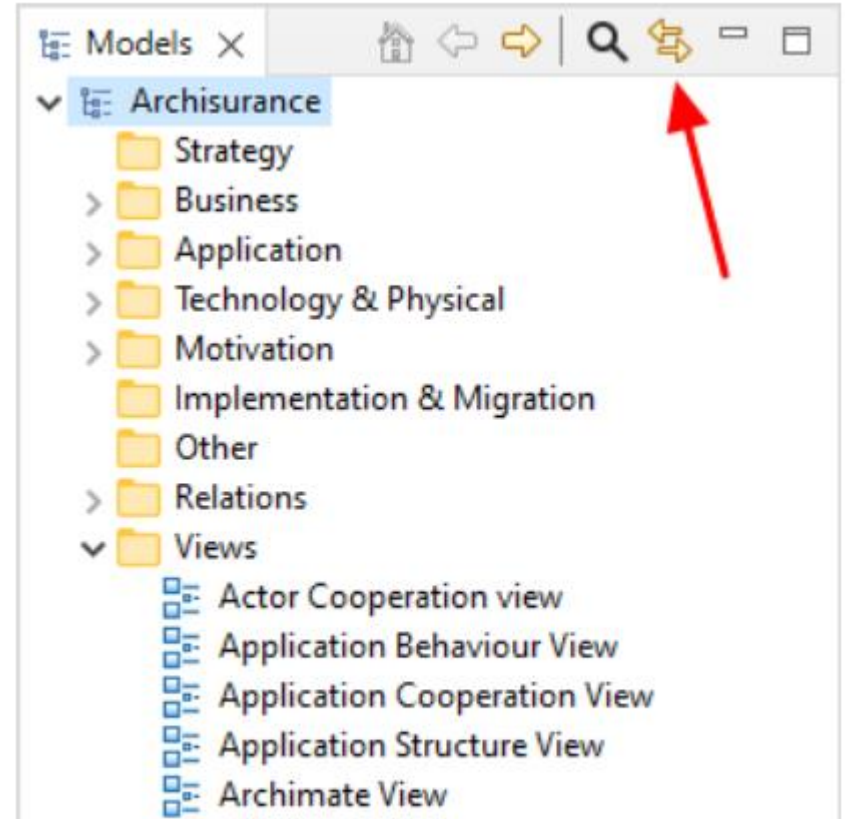 Models
Archisurance
Strategy
Business
Application
Technology & Physical
Motivation
Implementation & Migration
Other
Relations
Views
Actor Cooperation view
Application Behaviour View
Application Cooperation View
Application Structure View
Archimate View